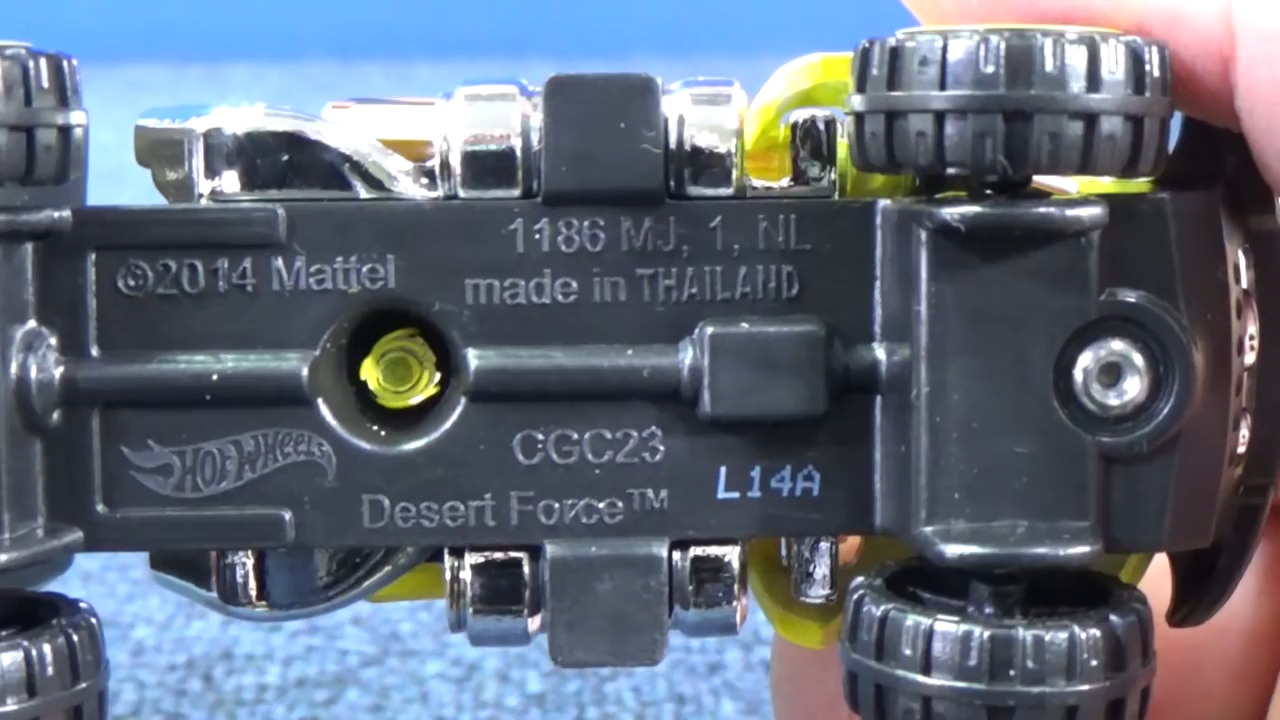 1186 MJ, 1, NL
©2014 Mattel
made in THAILAND
HOT WHEELS
CGC23
L14A
Desert Force™